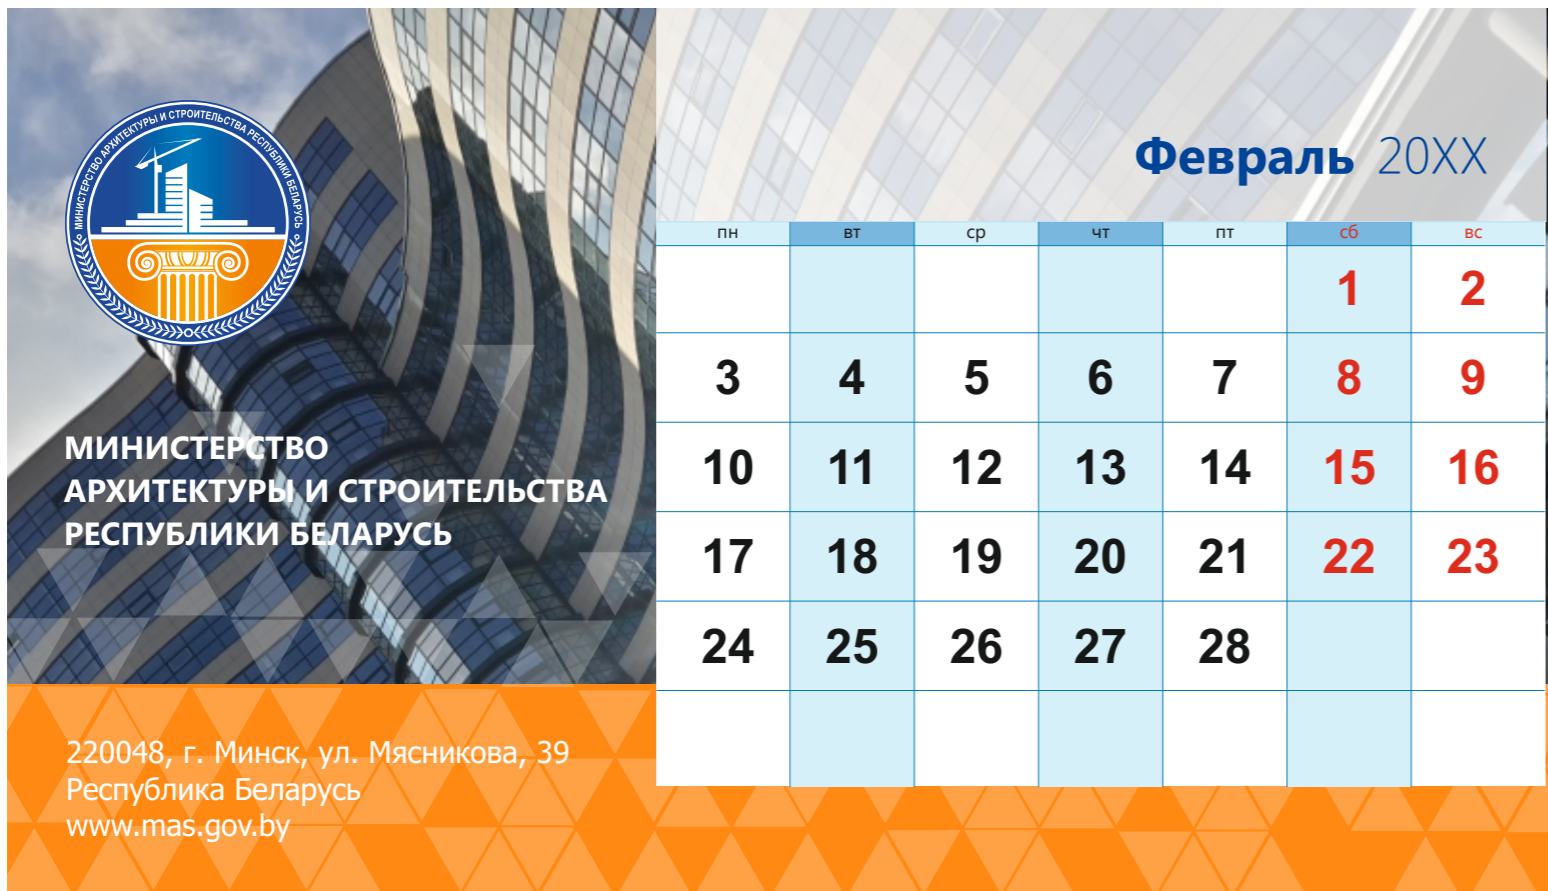 МИНИСТЕРСТВО АРХИТЕКТУРЫ И СТРОИТЕЛЬСТВА РЕСПУБЛИКИ БЕЛАРУСЬ
МИНИСТЕРСТВО
АРХИТЕКТУРЫ И СТРОИТЕЛЬСТВА
РЕСПУБЛИКИ БЕЛАРУСЬ
220048, г. Минск, ул. Мясникова, 39
Республика Беларусь
www.mas.gov.by
Февраль 20XX
пн вт ср чт пт сб вс
1 2
3 4 5 6 7 8 9
10 11 12 13 14 15 16
17 18 19 20 21 22 23
24 25 26 27 28